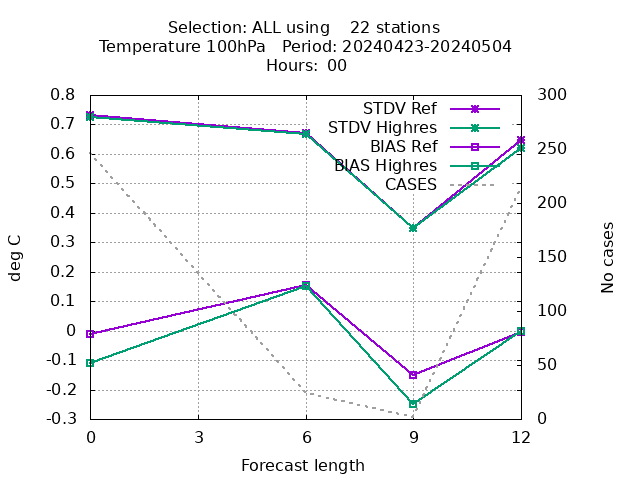 Selection: ALL using    22 stations
Temperature 100hPa   Period: 20240423-20240504
Hours: 00
0.8
0.7
0.6
0.5
0.4
0.3
0.2
0.1
0
-0.1
-0.2
-0.3
deg C
STDV Ref
STDV Highres
BIAS Ref
BIAS Highres
CASES
300
250
200
150
100
50
0
No cases
0 3 6 9 12
Forecast length